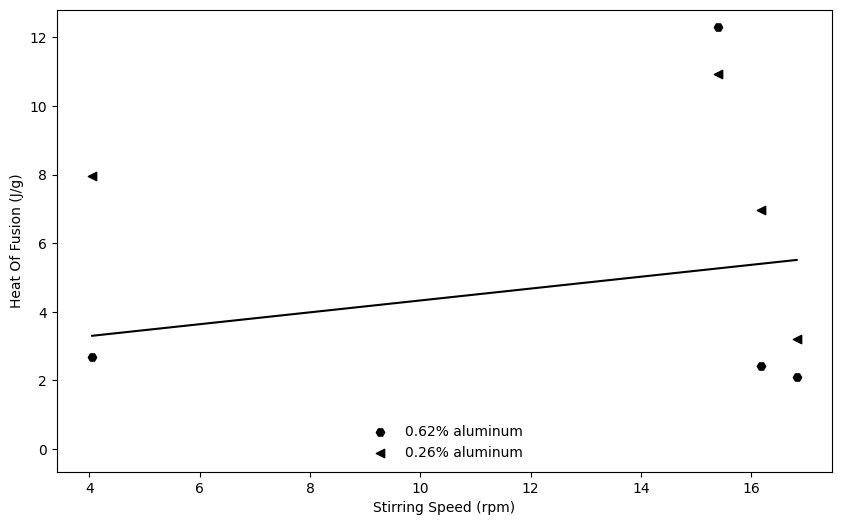 12
10
8
6
4
2
0
Heat Of Fusion (J/g)
0.62% aluminum
0.26% aluminum
4 6 8 10 12 14 16
Stirring Speed (rpm)